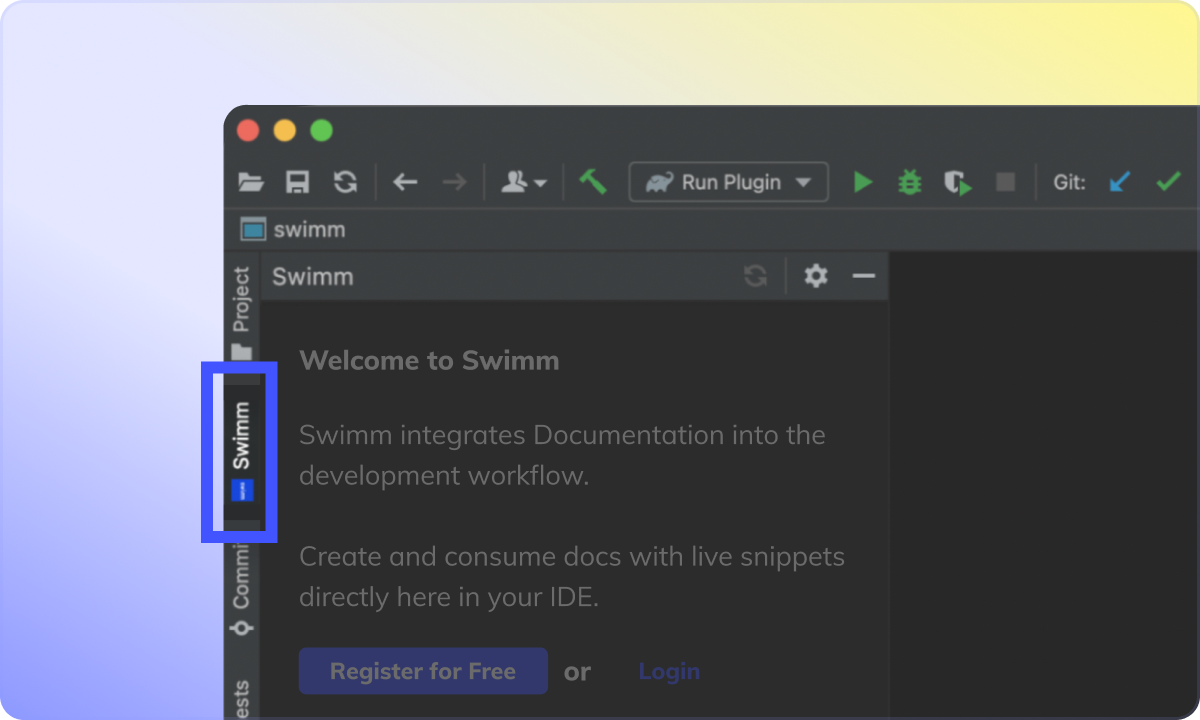 Run Plugin
Git:
swimm
Project
Swimm
Swimm
Welcome to Swimm
Swimm integrates Documentation into the
development workflow.
Create and consume docs with live snippets
directly here in your IDE.
Commi
ests
Register for Free or Login